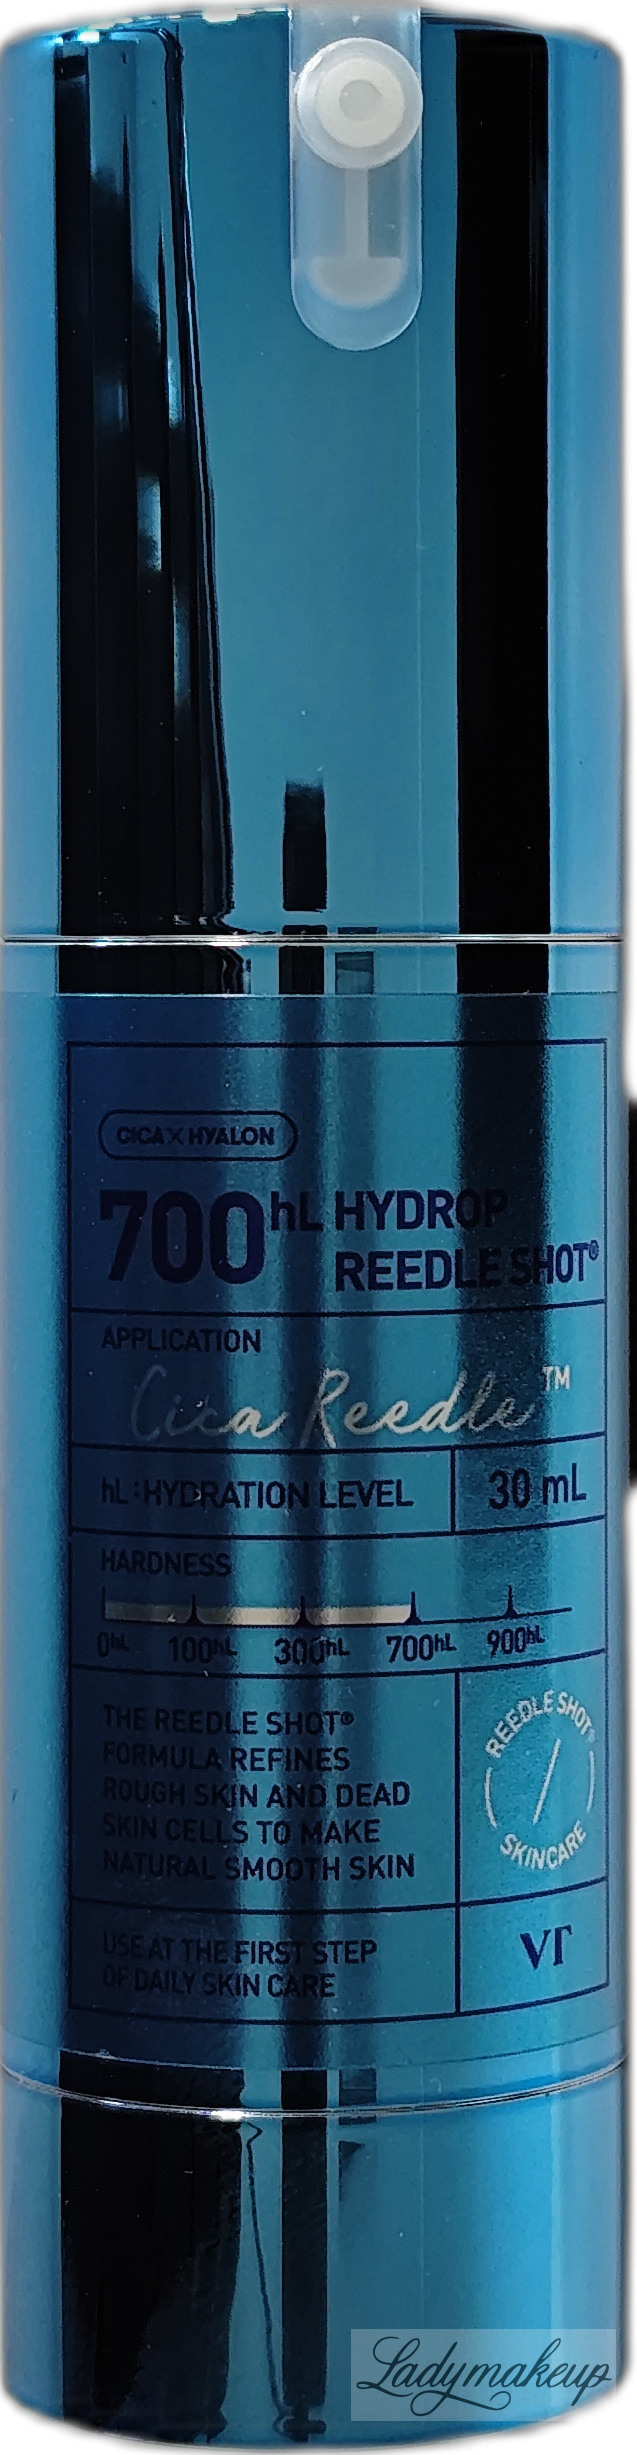 CICA×HYALON
700hL HYDROP
REEDLE SHOT®
APPLICATION
Cica Reedle™
hL:HYDRATION LEVEL
30 mL
HARDNESS
0hL 100hL 300hL 700hL 900hL
THE REEDLE SHOT®
FORMULA REFINES
ROUGH SKIN AND DEAD
SKIN CELLS TO MAKE
NATURAL SMOOTH SKIN
REEDLE SHOT®
SKINCARE
USE AT THE FIRST STEP
OF DAILY SKIN CARE
VT
Ladymakeup